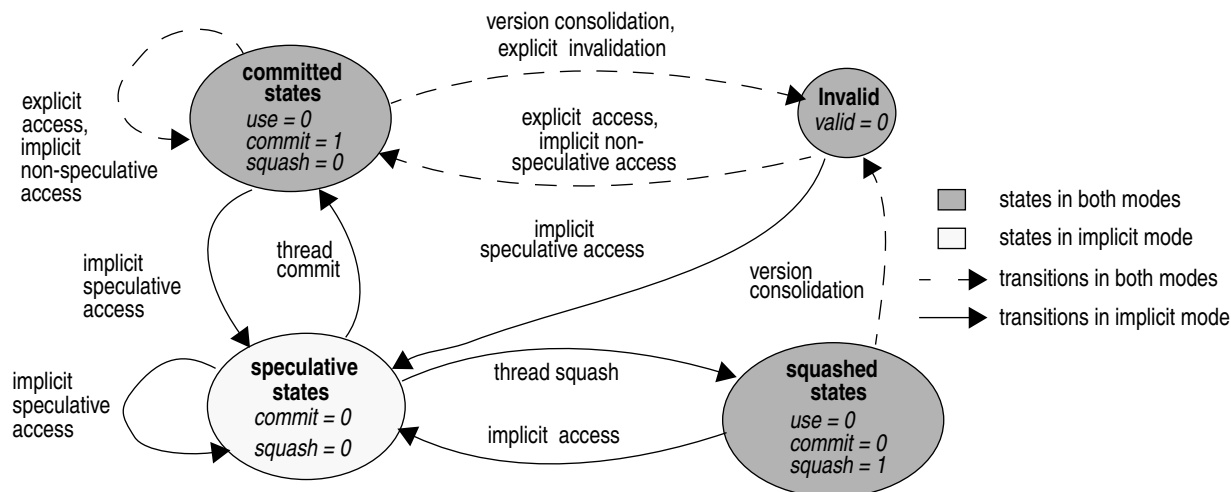 version consolidation,
explicit invalidation
committed
states
use = 0
commit = 1
squash = 0
Invalid
valid = 0
explicit
access,
implicit
non-speculative
access
explicit access,
implicit non-
speculative access
states in both modes
states in implicit mode
transitions in both modes
transitions in implicit mode
implicit
speculative access
thread
commit
implicit
speculative
access
version
consolidation
speculative
states
commit = 0
squash = 0
thread squash
implicit access
squashed
states
use = 0
commit = 0
squash = 1
implicit
speculative
access